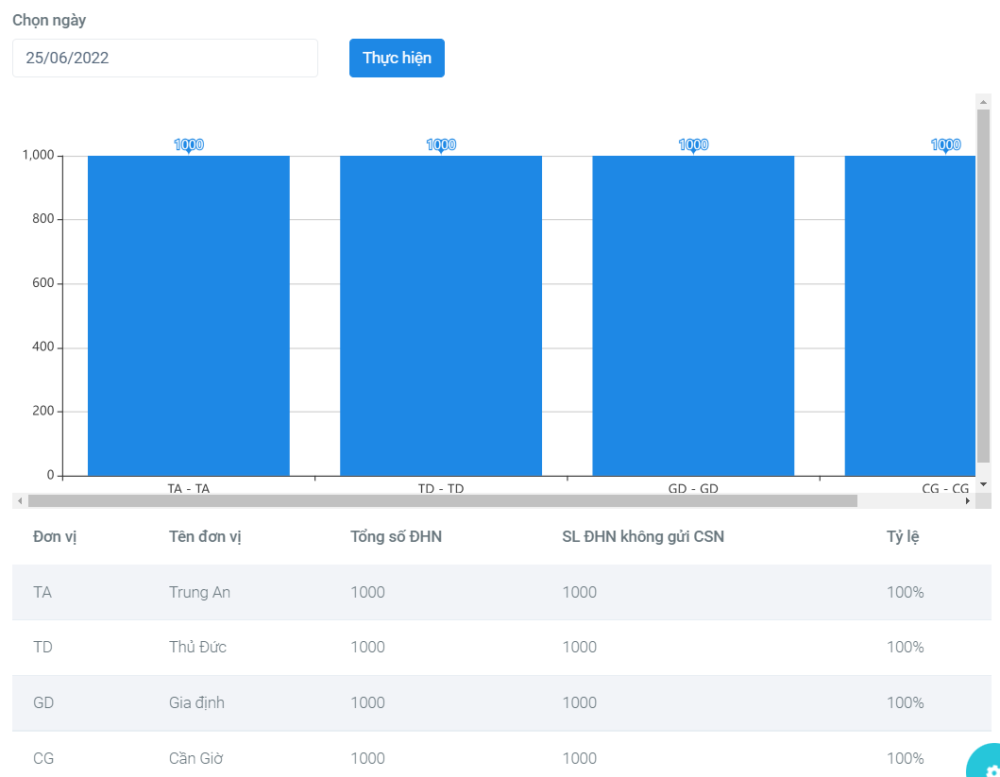 Chọn ngày
25/06/2022 Thực hiện
1000 1000 1000 1000
1,000
800
600
400
200
0
TA - TA TD - TD GD - GD CG - CG
Đơn vị Tên đơn vị Tổng số ĐHN SL ĐHN không gửi CSN Tỷ lệ
TA Trung An 1000 1000 100%
TD Thủ Đức 1000 1000 100%
GD Gia định 1000 1000 100%
CG Cần Giờ 1000 1000 100%